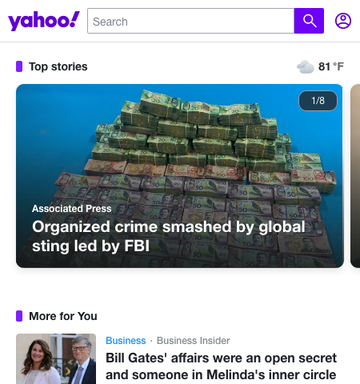 yahoo!
Search
Top stories
81 °F
1/8
Associated Press
Organized crime smashed by global
sting led by FBI
More for You
Business · Business Insider
Bill Gates' affairs were an open secret
and someone in Melinda's inner circle